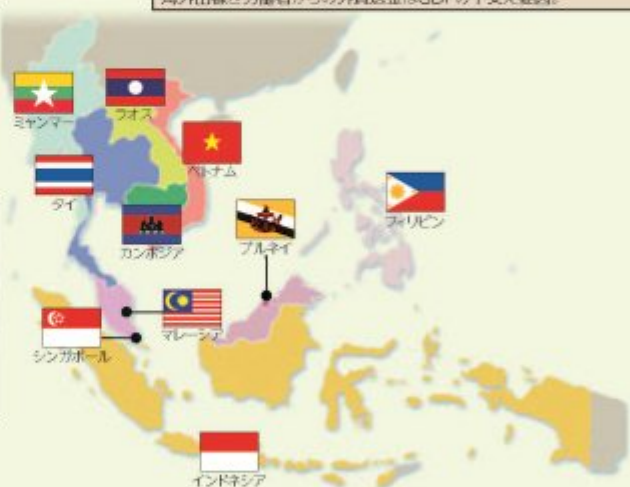 ミャンマー
ラオス
ベトナム
タイ
カンボジア
ブルネイ
フィリピン
マレーシア
シンガポール
インドネシア